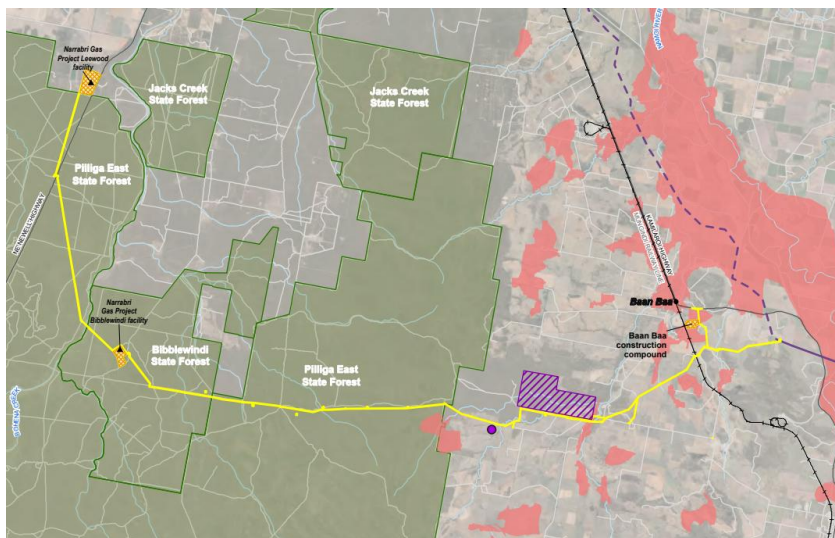 Narrabri Gas
Project Leewood
facility
Jacks Creek
State Forest
Jacks Creek
State Forest
Pilliga East
State Forest
NEWELL HIGHWAY
KAMILAROI HIGHWAY
Baan Baa
Narrabri
Gas Project
Bibblewindi facility
Baan Baa
construction
compound
Bibblewindi
State Forest
Pilliga East
State Forest